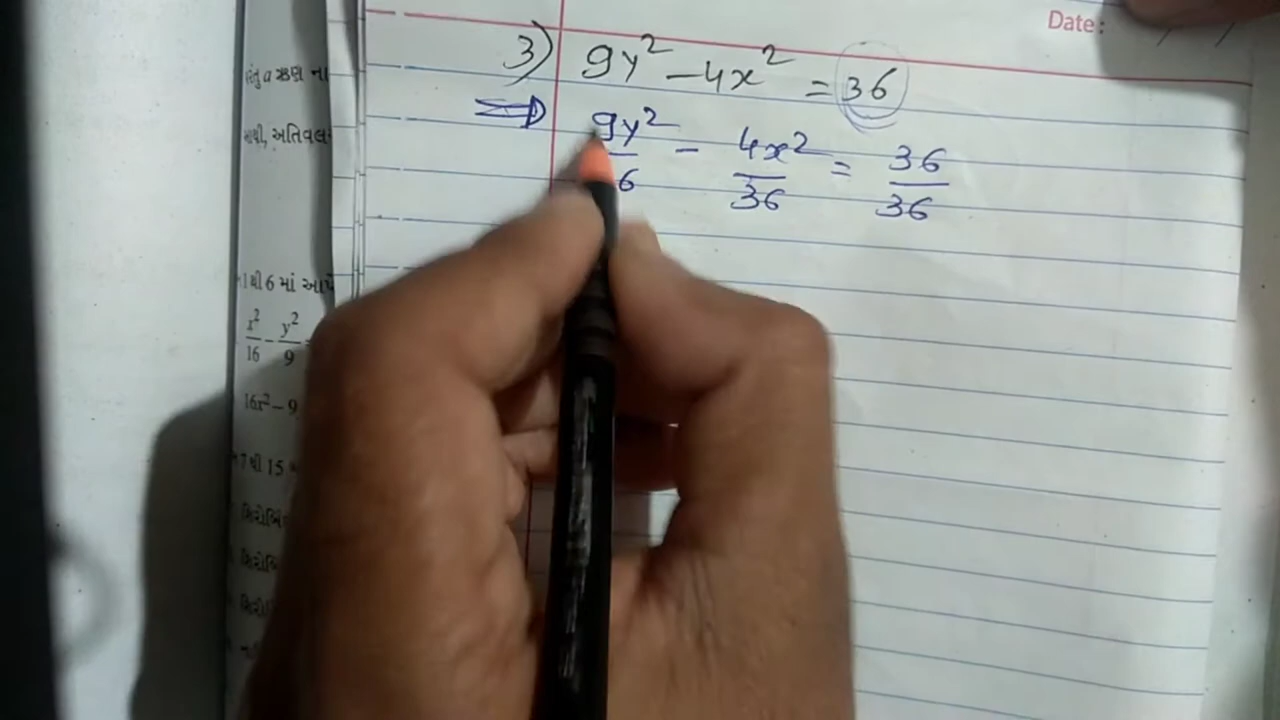 Date: / /
3) 9y² - 4x² = 36
⇒ 9y²/36 - 4x²/36 = 36/36
ઋણ
અતિવલ
1 થી 6 માં
x²/16 - y²/9
16x² - 9
7 થી 15